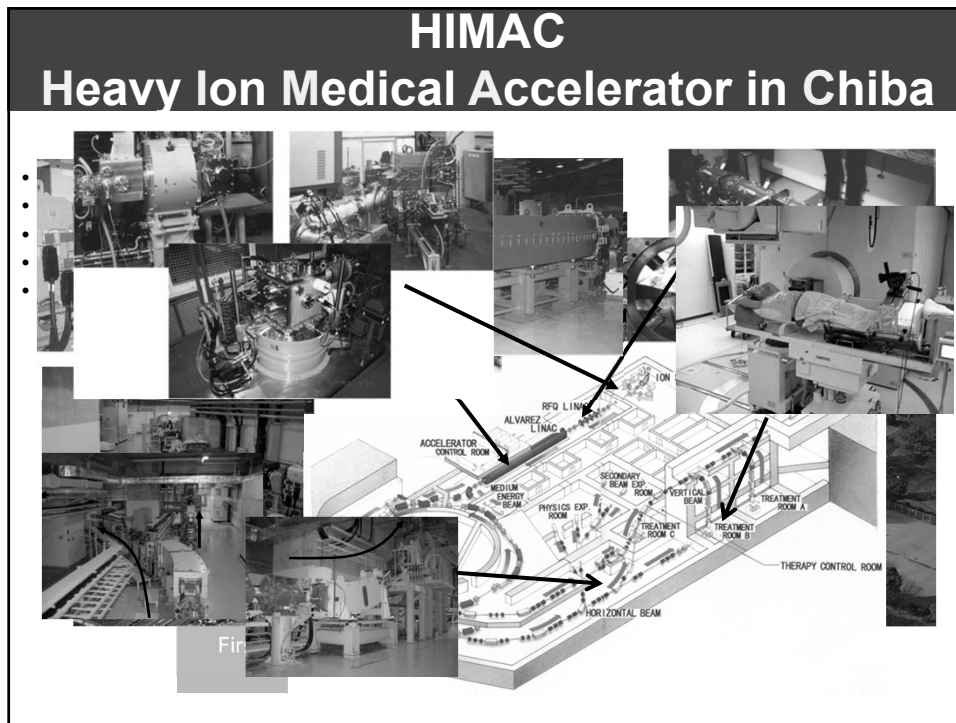 HIMAC
Heavy Ion Medical Accelerator in Chiba
ION
RFQ LINAC
ALVAREZ
LINAC
ACCELERATOR
CONTROL ROOM
MEDIUM
ENERGY
BEAM
SECONDARY
BEAM EXP.
ROOM
PHYSICS EXP.
ROOM
VERTICAL
BEAM
TREATMENT
ROOM A
TREATMENT
ROOM B
TREATMENT
ROOM C
THERAPY CONTROL ROOM
HORIZONTAL BEAM